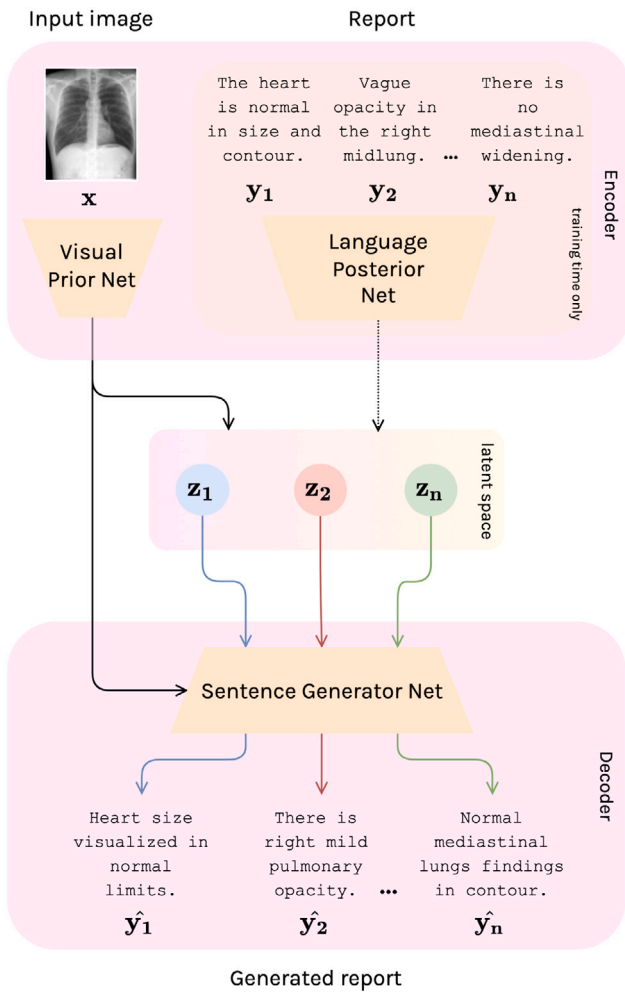 Input image
Report
The heart
is normal
in size and
contour.
Vague
opacity in
the right
midlung.
...
There is
no
mediastinal
widening.
x
y1
y2
yn
Visual
Prior Net
Language
Posterior
Net
training time only
Encoder
z1
z2
zn
latent space
Sentence Generator Net
Decoder
Heart size
visualized in
normal
limits.
There is
right mild
pulmonary
opacity.
...
Normal
mediastinal
lungs findings
in contour.
ŷ1
ŷ2
ŷn
Generated report